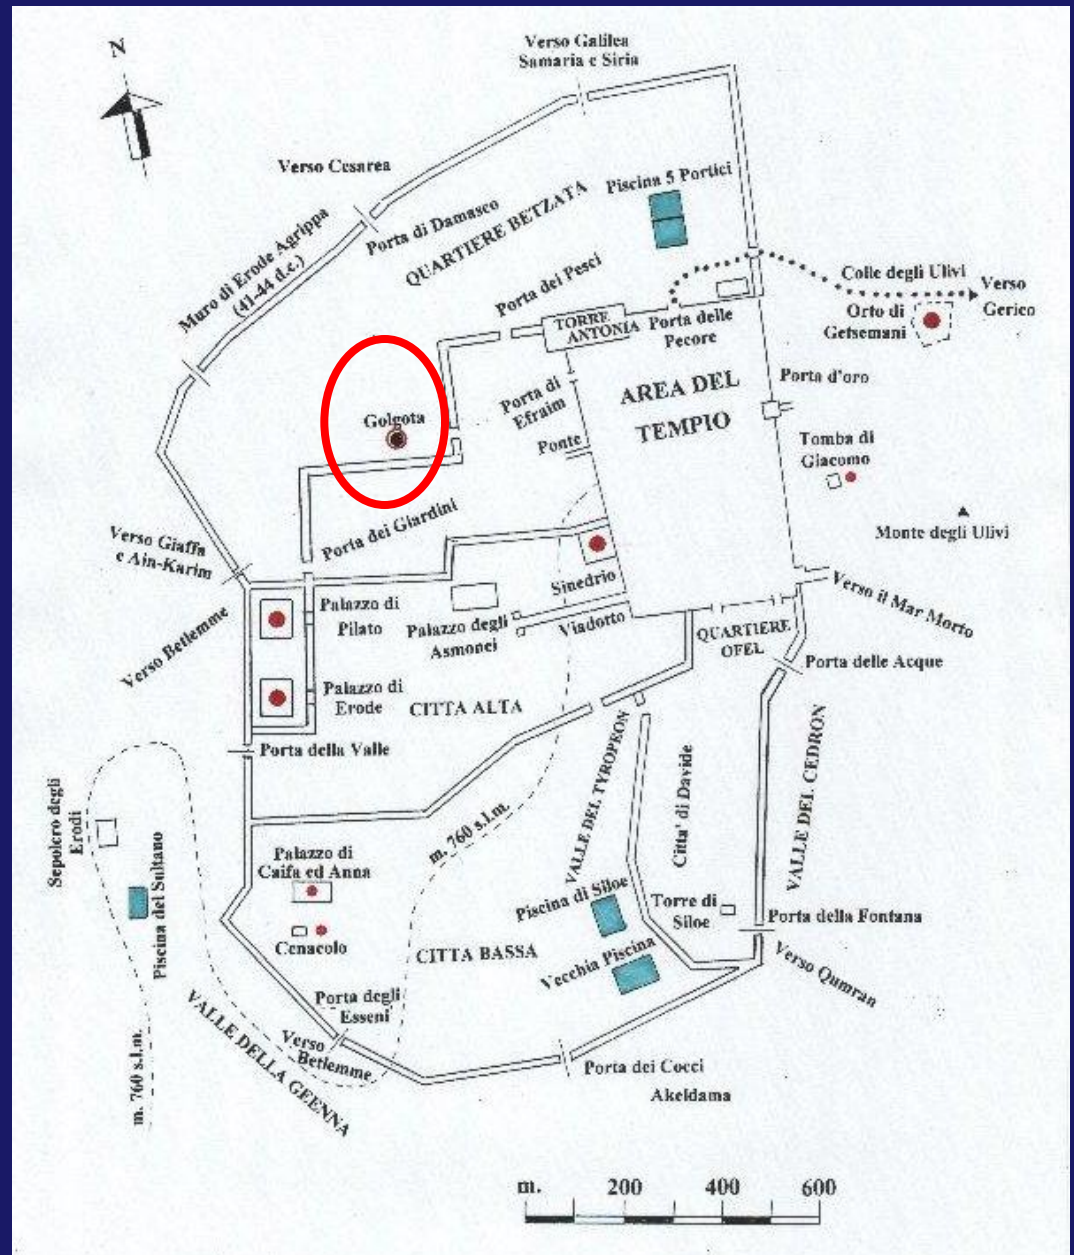 N
Verso Galilea
Samaria e Siria
Verso Cesarea
Piscina 5 Portici
Porta di Damasco
QUARTIERE BETZATA
Muro di Erode Agrippa
(41-44 d.c.)
Porta dei Pesci
Colle degli Ulivi
Verso
Gerico
Orto di
Getsemani
TORRE
ANTONIA
Porta delle
Pecore
Porta d'oro
AREA DEL
TEMPIO
Porta di
Efraim
Golgota
Ponte
Tomba di
Giacomo
Monte degli Ulivi
Porta dei Giardini
Verso Giaffa
e Ain-Karim
Sinedrio
Verso il Mar Morto
Palazzo di
Pilato
Palazzo degli
Asmonei
Viadotto
QUARTIERE
OFEL
Verso Betlemme
Porta delle Acque
Palazzo di
Erode
CITTA ALTA
Porta della Valle
VALLE DEL TYROPEON
Citta' di Davide
VALLE DEL CEDRON
m. 760 s.l.m.
Sepolcro degli
Erodi
Piscina del Sultano
Palazzo di
Caifa ed Anna
Cenacolo
Piscina di Siloe
Torre di
Siloe
Porta della Fontana
CITTA BASSA
Vecchia Piscina
Verso Qumran
Porta degli
Esseni
Verso
Betlemme
VALLE DELLA GEENNA
m. 760 s.l.m.
Porta dei Cocci
Akeldama
m. 200 400 600